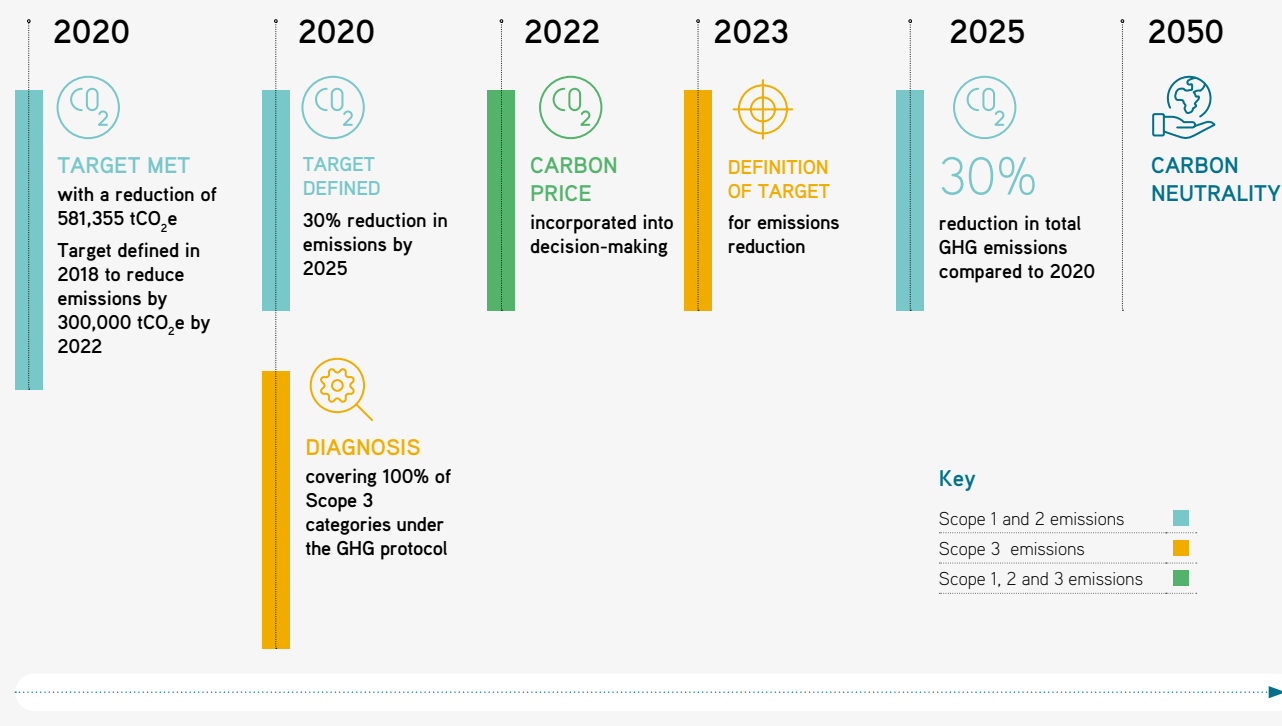 2020
CO2
TARGET MET
with a reduction of
581,355 tCO2e
Target defined in
2018 to reduce
emissions by
300,000 tCO2e by
2022
2020
CO2
TARGET
DEFINED
30% reduction in
emissions by
2025
DIAGNOSIS
covering 100% of
Scope 3
categories under
the GHG protocol
2022
CO2
CARBON
PRICE
incorporated into
decision-making
2023
DEFINITION
OF TARGET
for emissions
reduction
2025
CO2
30%
reduction in total
GHG emissions
compared to 2020
2050
CARBON
NEUTRALITY
Key
Scope 1 and 2 emissions
Scope 3 emissions
Scope 1, 2 and 3 emissions